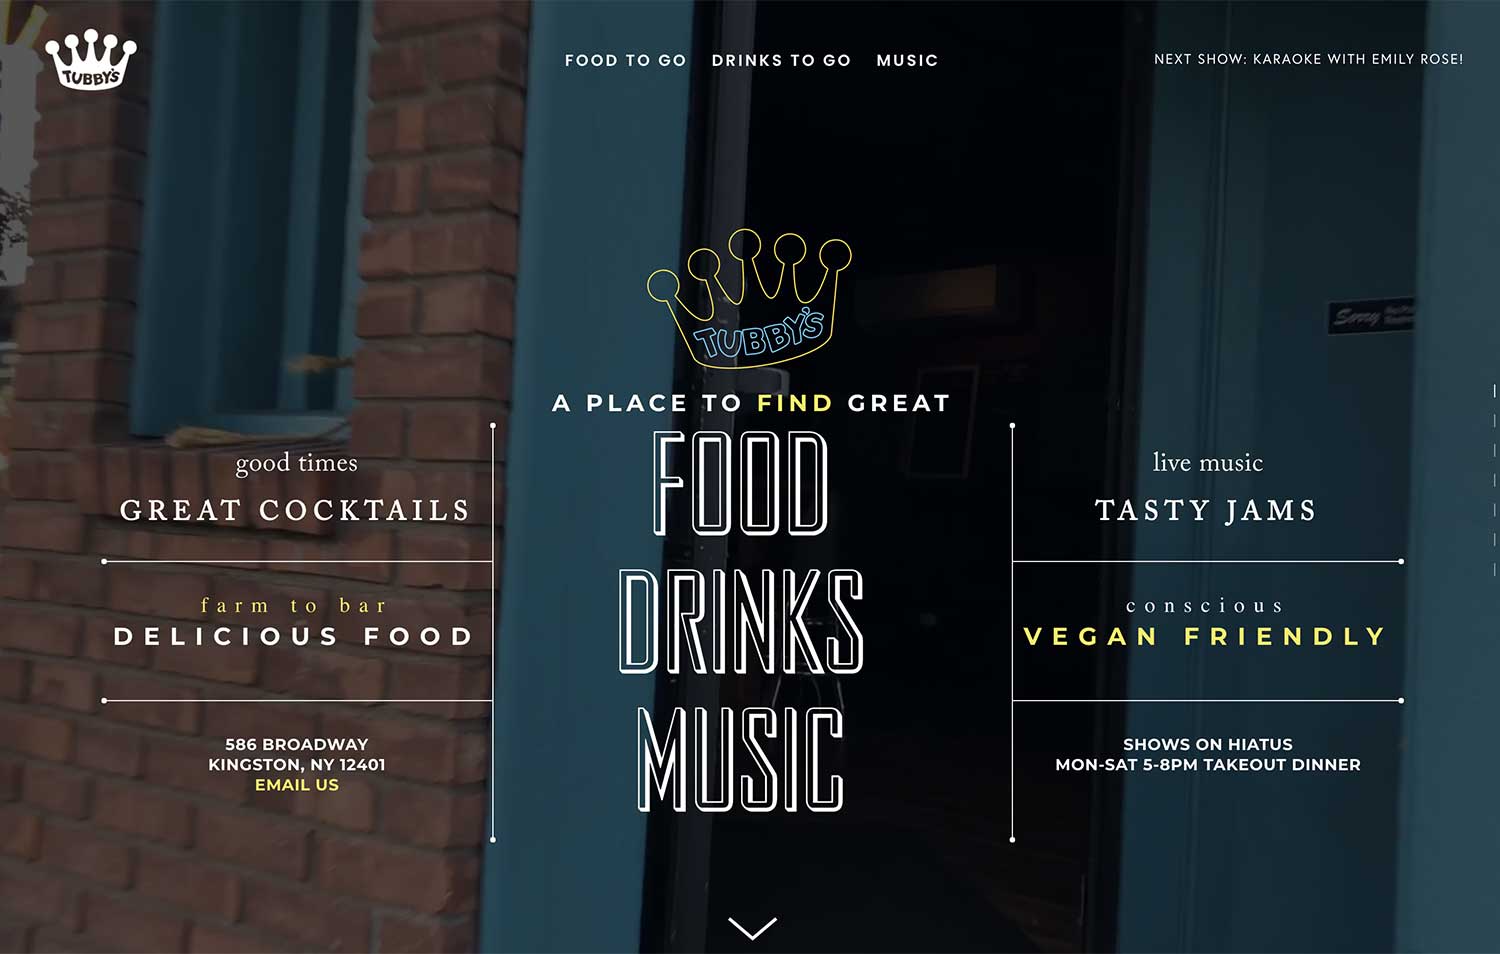 TUBBY'S
FOOD TO GO DRINKS TO GO MUSIC
NEXT SHOW: KARAOKE WITH EMILY ROSE!
TUBBY'S
A PLACE TO FIND GREAT
FOOD
DRINKS
MUSIC
good times
GREAT COCKTAILS
farm to bar
DELICIOUS FOOD
586 BROADWAY
KINGSTON, NY 12401
EMAIL US
live music
TASTY JAMS
conscious
VEGAN FRIENDLY
SHOWS ON HIATUS
MON-SAT 5-8PM TAKEOUT DINNER
Sorry